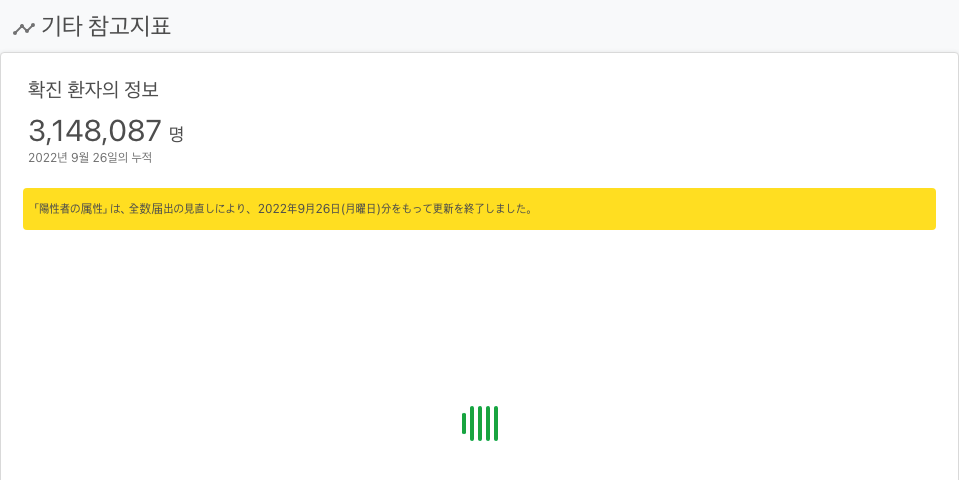 기타 참고지표
확진 환자의 정보
3,148,087 명
2022년 9월 26일의 누적
「陽性者の属性」は、全数届出の見直しにより、2022年9月26日(月曜日)分をもって更新を終了しました。